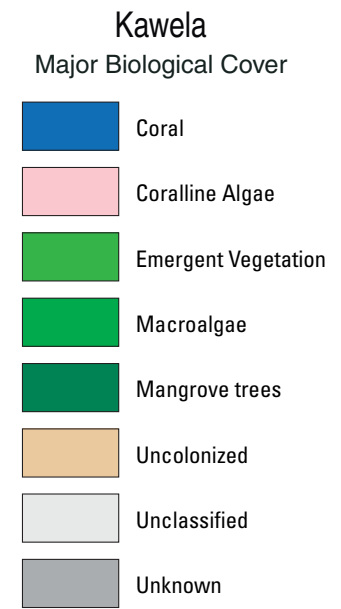 Kawela
Major Biological Cover
Coral
Coralline Algae
Emergent Vegetation
Macroalgae
Mangrove trees
Uncolonized
Unclassified
Unknown